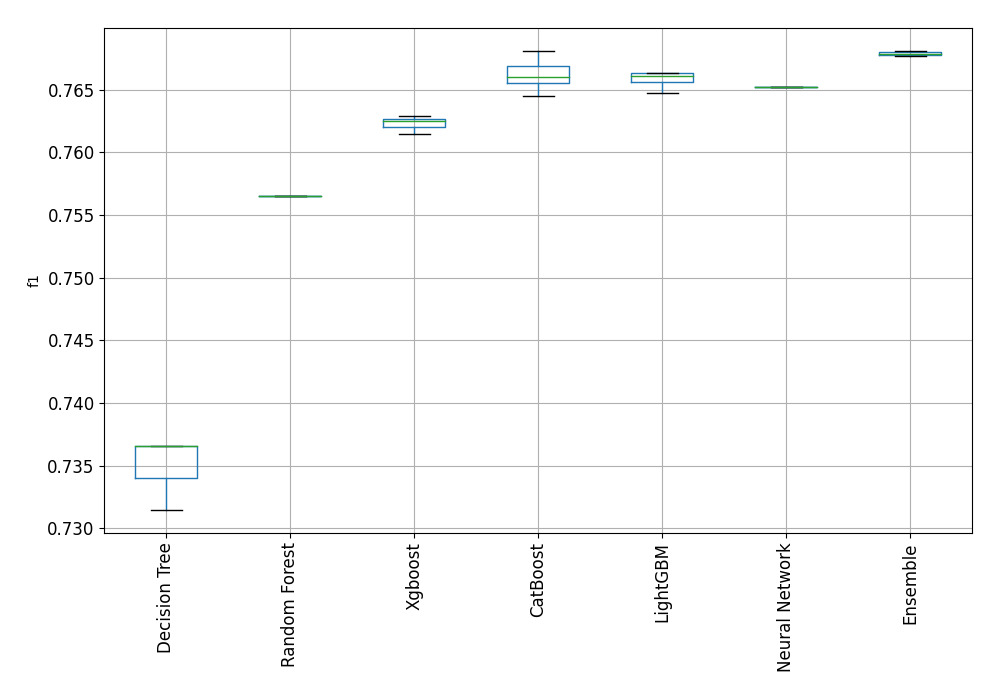 0.765
0.760
0.755
0.750
0.745
0.740
0.735
0.730
f1
Decision Tree
Random Forest
Xgboost
CatBoost
LightGBM
Neural Network
Ensemble